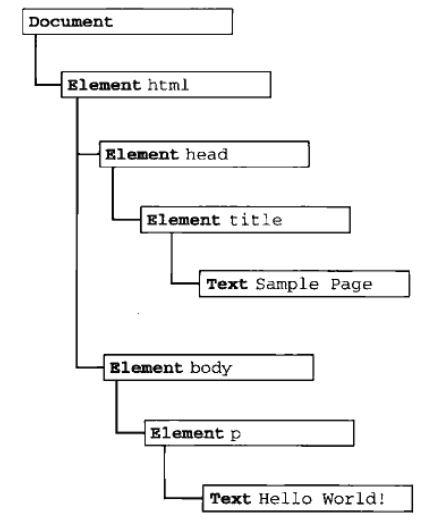 Document
Element html
Element head
Element title
Text Sample Page
Element body
Element p
Text Hello World!